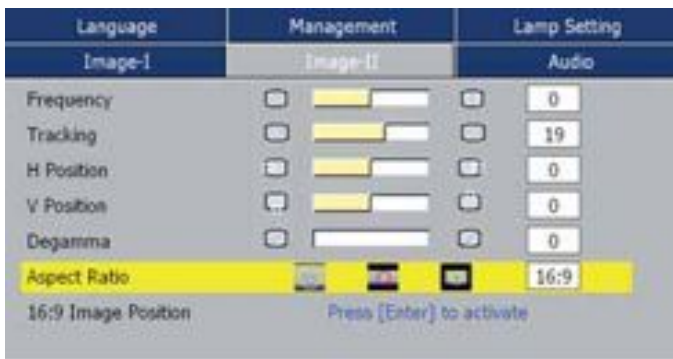 Language Management Lamp Setting
Image-I Image-II Audio
Frequency 0
Tracking 19
H Position 0
V Position 0
Degamma 0
Aspect Ratio 16:9
16:9 Image Position Press [Enter] to activate